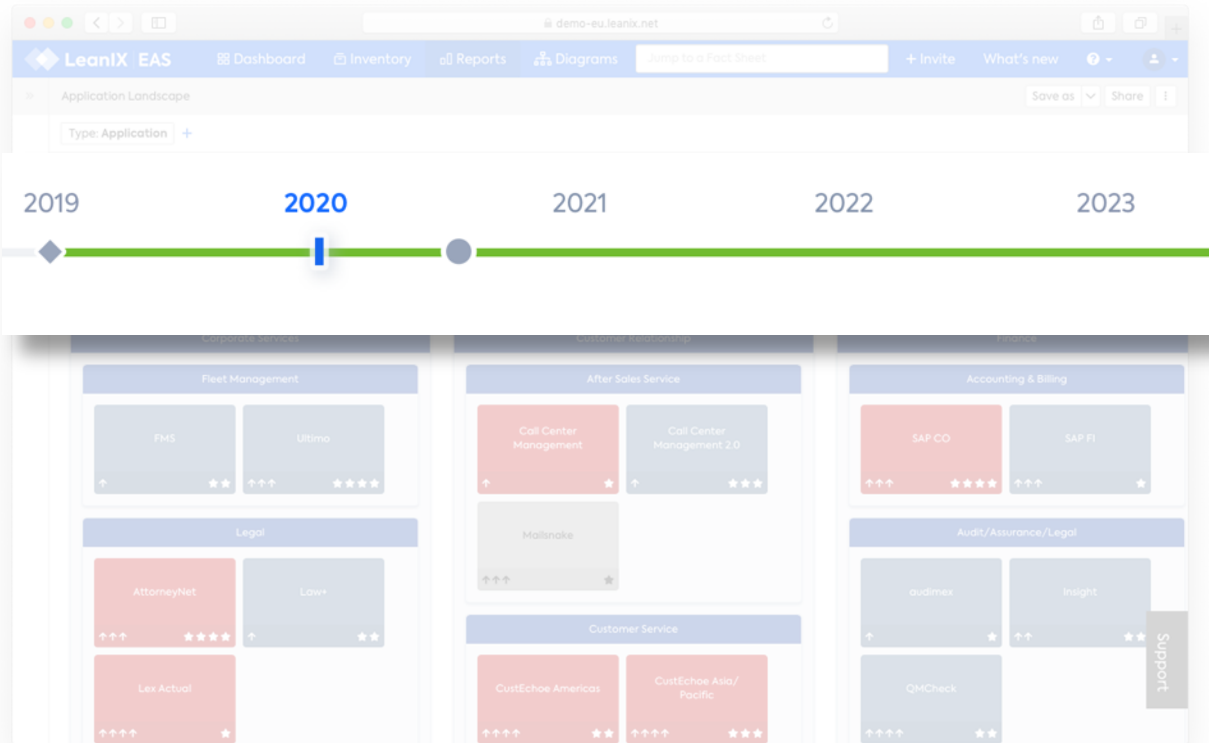 demo-eu.leanix.net
LeanIX EAS
Dashboard
Inventory
Reports
Diagrams
Jump to a Fact Sheet
+ Invite
What's new
Application Landscape
Save as
Share
Type: Application +
2019
2020
2021
2022
2023
Corporate Services
Customer Relationship
Finance
Fleet Management
After Sales Service
Accounting & Billing
FMS
Ultimo
Call Center
Management
Call Center
Management 2.0
SAP CO
SAP FI
Legal
Mailsnake
Audit/Assurance/Legal
AttorneyNet
Law+
audimex
Insight
Customer Service
Support
Lex Actual
CustEchoe Americas
CustEchoe Asia/
Pacific
QMCheck